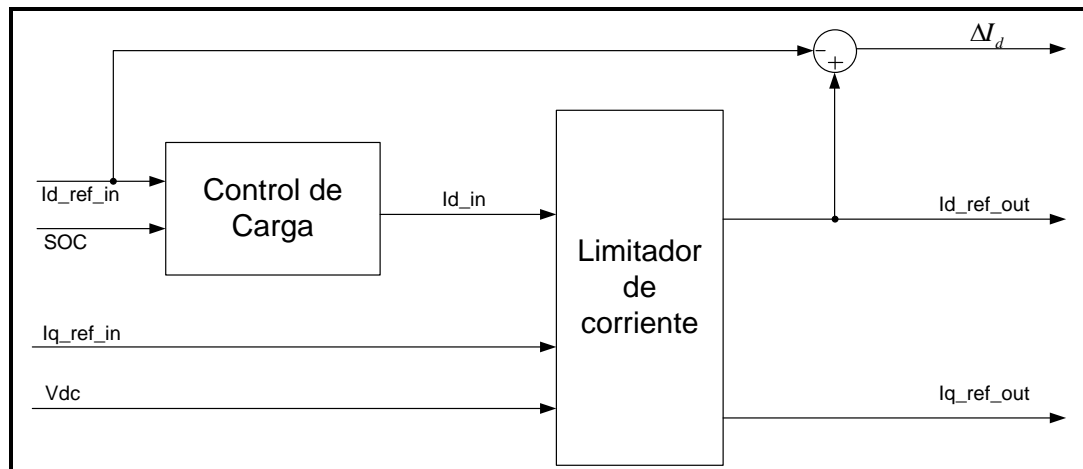 ΔI_d
-
+
Id_ref_in
SOC
Control de
Carga
Id_in
Id_ref_out
Limitador
de
corriente
Iq_ref_in
Vdc
Iq_ref_out